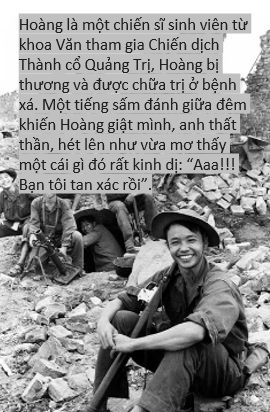 Hoàng là một chiến sĩ sinh viên từ
khoa Văn tham gia Chiến dịch
Thành cổ Quảng Trị, Hoàng bị
thương và được chữa trị ở bệnh
xá. Một tiếng sấm đánh giữa đêm
khiến Hoàng giật mình, anh thất
thần, hét lên như vừa mơ thấy
một cái gì đó rất kinh dị: “Aaa!!!
Bạn tôi tan xác rồi”.